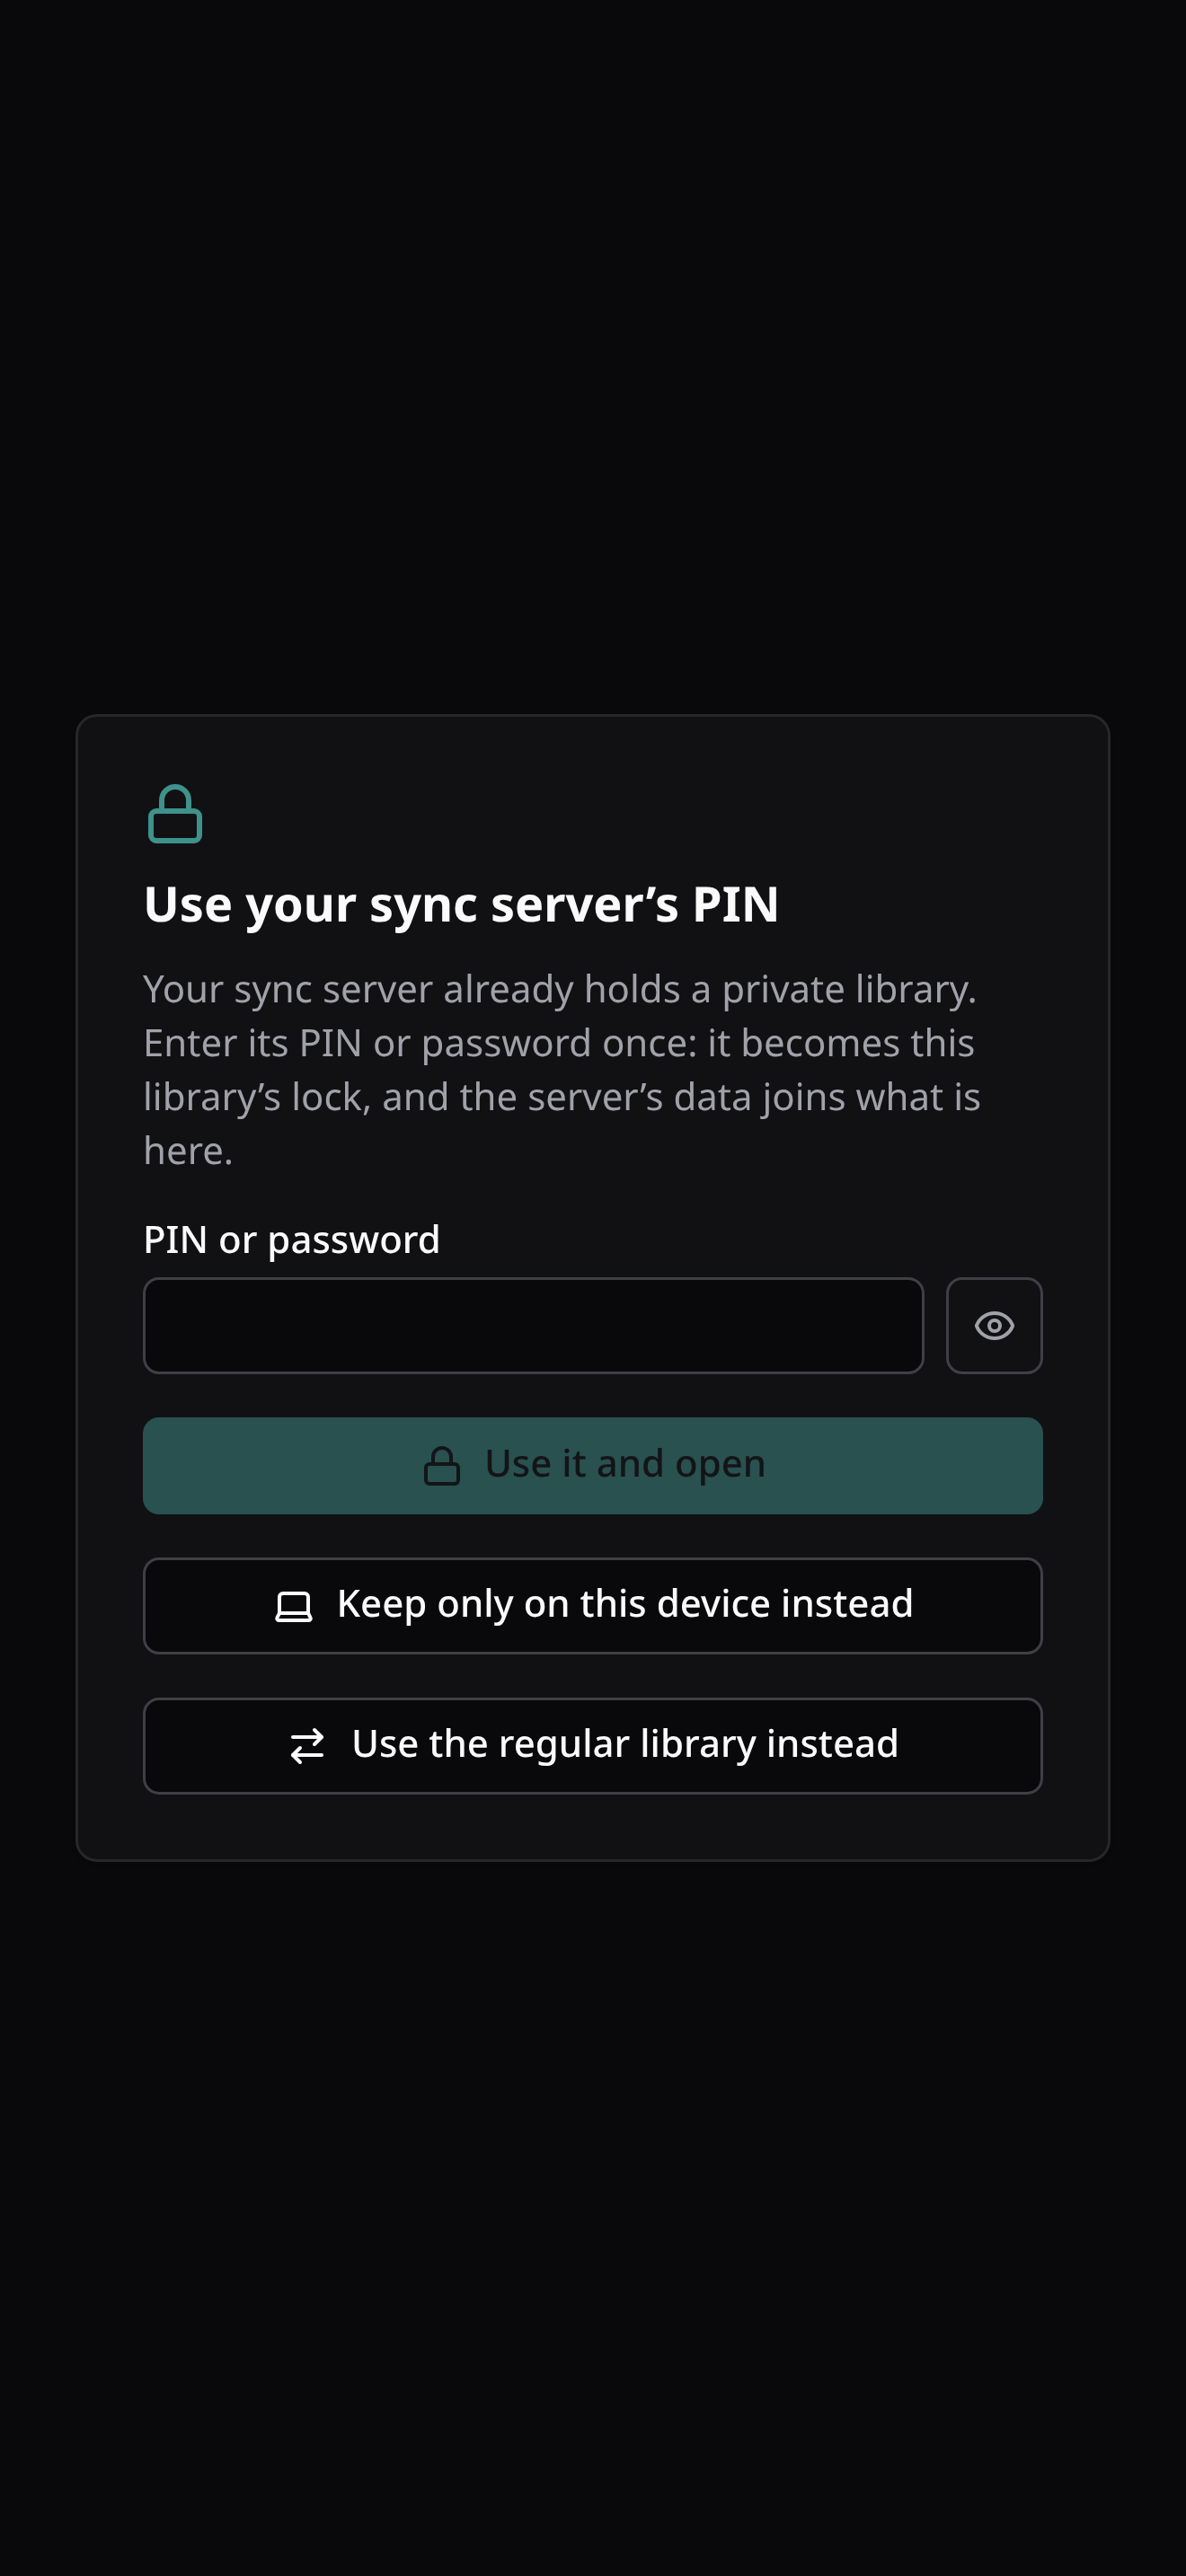 Use your sync server’s PIN
Your sync server already holds a private library.
Enter its PIN or password once: it becomes this
library’s lock, and the server’s data joins what is
here.
PIN or password
Use it and open
Keep only on this device instead
Use the regular library instead